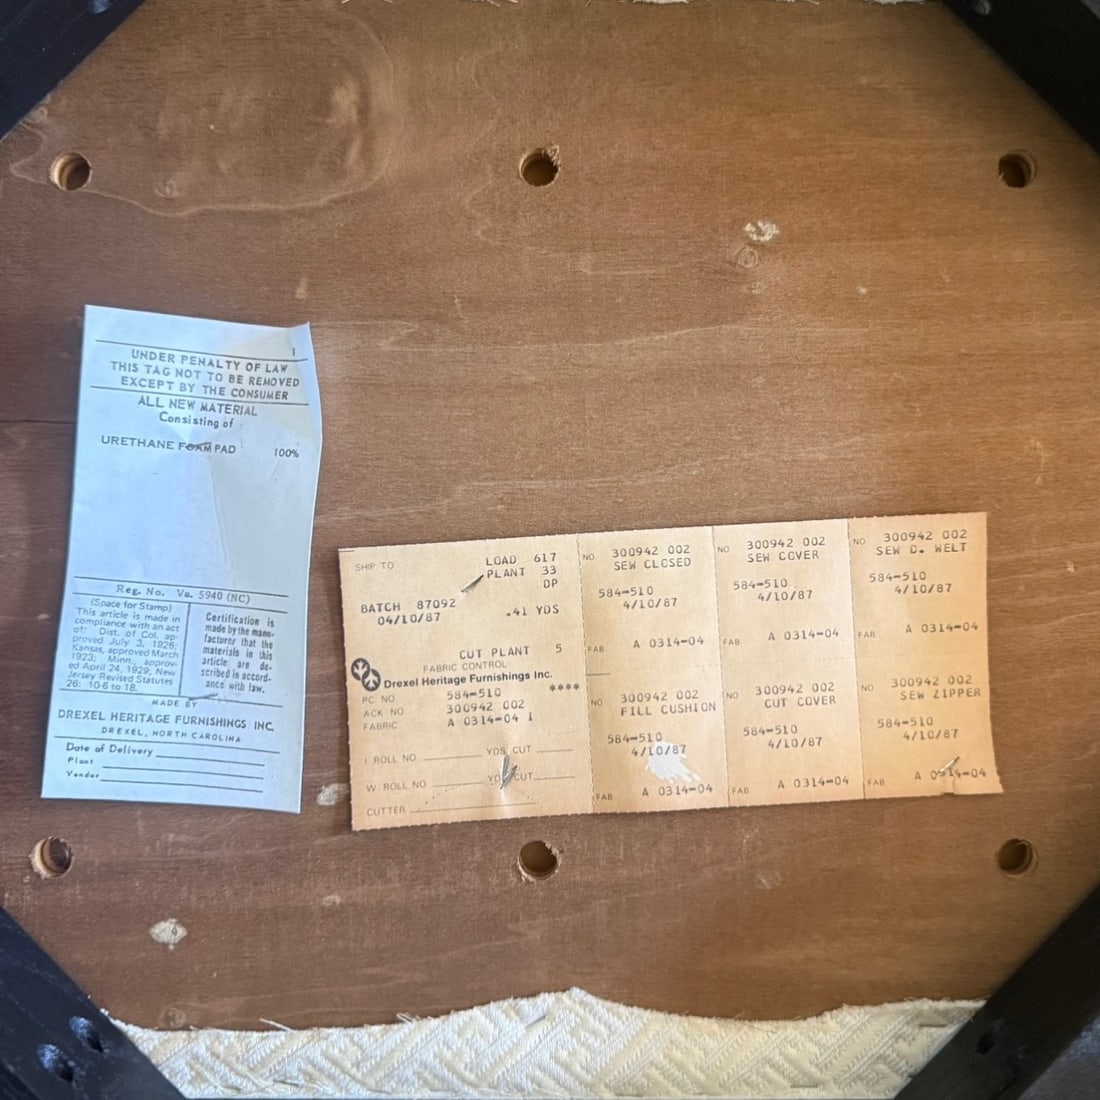 1
UNDER PENALTY OF LAW
THIS TAG NOT TO BE REMOVED
EXCEPT BY THE CONSUMER
ALL NEW MATERIAL
Consisting of
URETHANE FOAM PAD 100%
Reg. No. Va. 5940 (NC)
(Space for Stamp)
This article is made in
compliance with an act
of: Dist. of Col. ap-
proved July 3, 1926;
Kansas, approved March
1923; Minn., approv-
ed April 24, 1929; New
Jersey Revised Statutes
26: 10-6 to 18.
Certification is
made by the manu-
facturer that the
materials in this
article are de-
scribed in accord-
ance with law.
MADE BY
DREXEL HERITAGE FURNISHINGS INC.
DREXEL, NORTH CAROLINA
Date of Delivery
Plant
Vendor
SHIP TO
LOAD 617
PLANT 33
DP
BATCH 87092
04/10/87
.41 YDS
CUT PLANT 5
FABRIC CONTROL
Drexel Heritage Furnishings Inc.
****
PC NO 584-510
ACK NO 300942 002
FABRIC A 0314-04 1
I ROLL NO YDS CUT
W. ROLL NO YDS CUT
CUTTER
NO 300942 002
SEW CLOSED
584-510
4/10/87
FAB A 0314-04
NO 300942 002
SEW COVER
584-510
4/10/87
FAB A 0314-04
NO 300942 002
SEW D. WELT
584-510
4/10/87
FAB A 0314-04
NO 300942 002
FILL CUSHION
584-510
4/10/87
FAB A 0314-04
NO 300942 002
CUT COVER
584-510
4/10/87
FAB A 0314-04
NO 300942 002
SEW ZIPPER
584-510
4/10/87
FAB A 0314-04